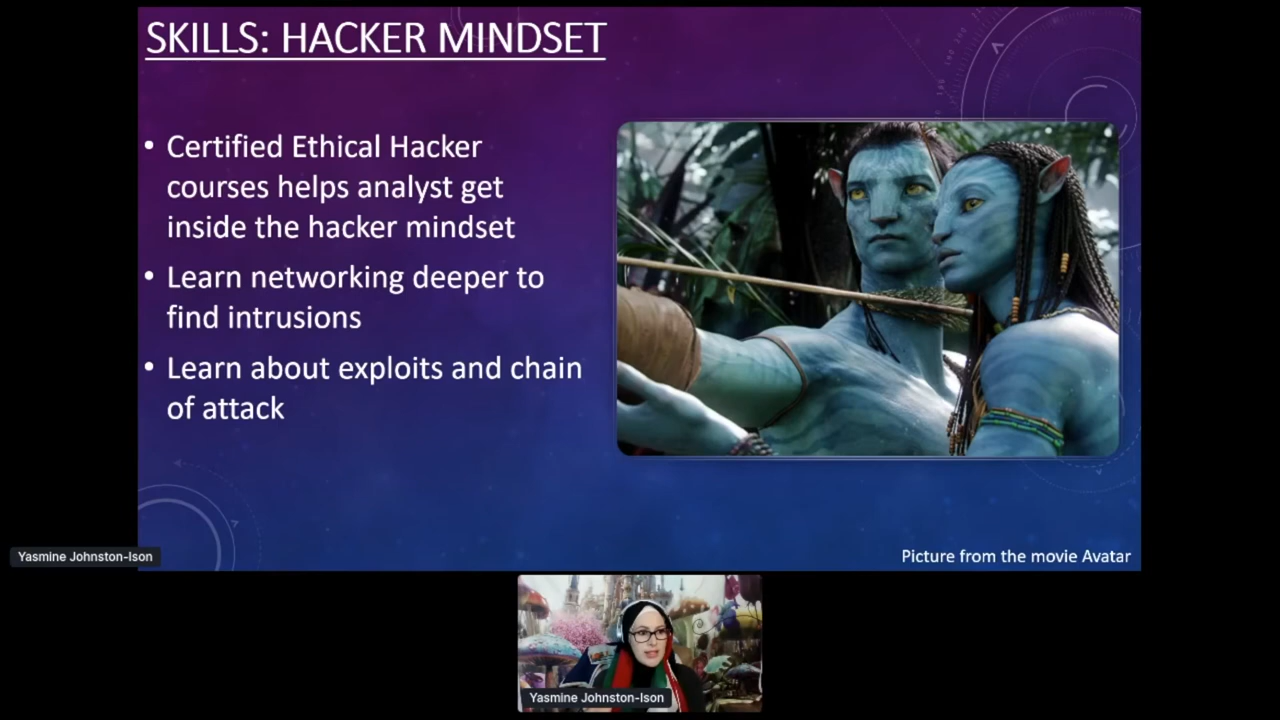 SKILLS: HACKER MINDSET
• Certified Ethical Hacker
courses helps analyst get
inside the hacker mindset
• Learn networking deeper to
find intrusions
• Learn about exploits and chain
of attack
Picture from the movie Avatar
Yasmine Johnston-Ison
Yasmine Johnston-Ison